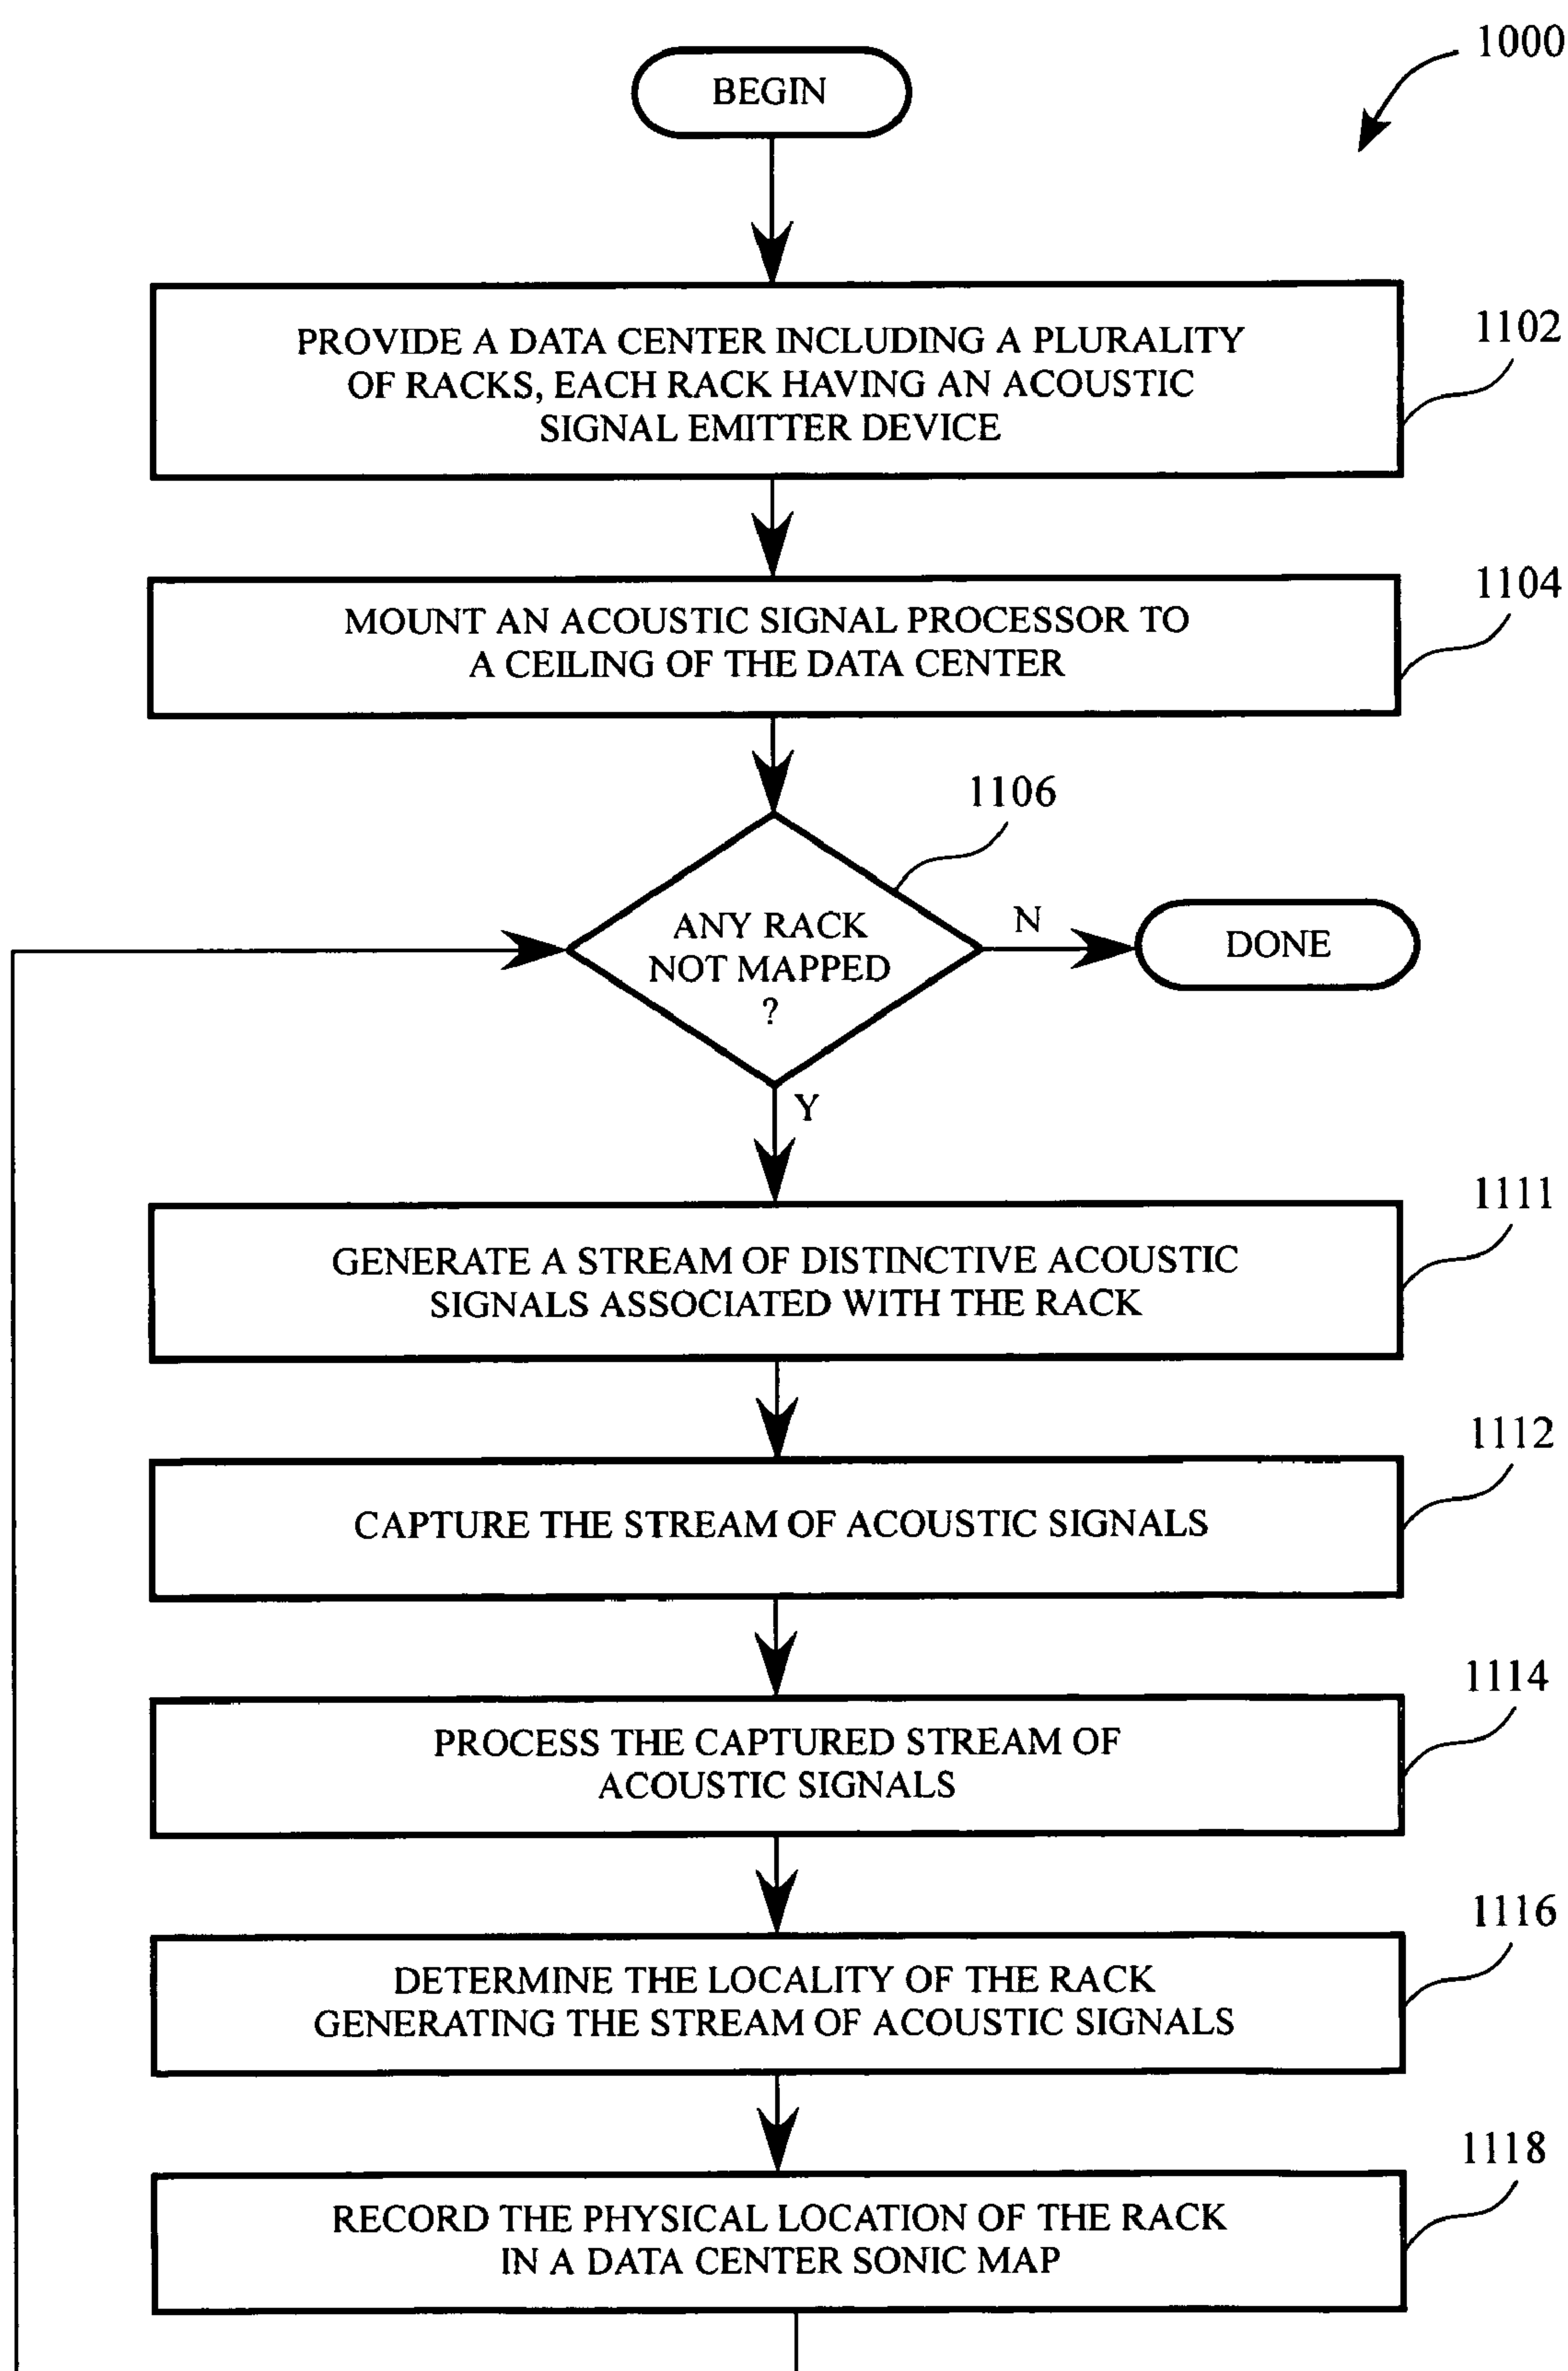 1000
BEGIN
PROVIDE A DATA CENTER INCLUDING A PLURALITY
OF RACKS, EACH RACK HAVING AN ACOUSTIC
SIGNAL EMITTER DEVICE
1102
MOUNT AN ACOUSTIC SIGNAL PROCESSOR TO
A CEILING OF THE DATA CENTER
1104
1106
ANY RACK
NOT MAPPED
?
N
DONE
Y
GENERATE A STREAM OF DISTINCTIVE ACOUSTIC
SIGNALS ASSOCIATED WITH THE RACK
1111
CAPTURE THE STREAM OF ACOUSTIC SIGNALS
1112
PROCESS THE CAPTURED STREAM OF
ACOUSTIC SIGNALS
1114
DETERMINE THE LOCALITY OF THE RACK
GENERATING THE STREAM OF ACOUSTIC SIGNALS
1116
RECORD THE PHYSICAL LOCATION OF THE RACK
IN A DATA CENTER SONIC MAP
1118